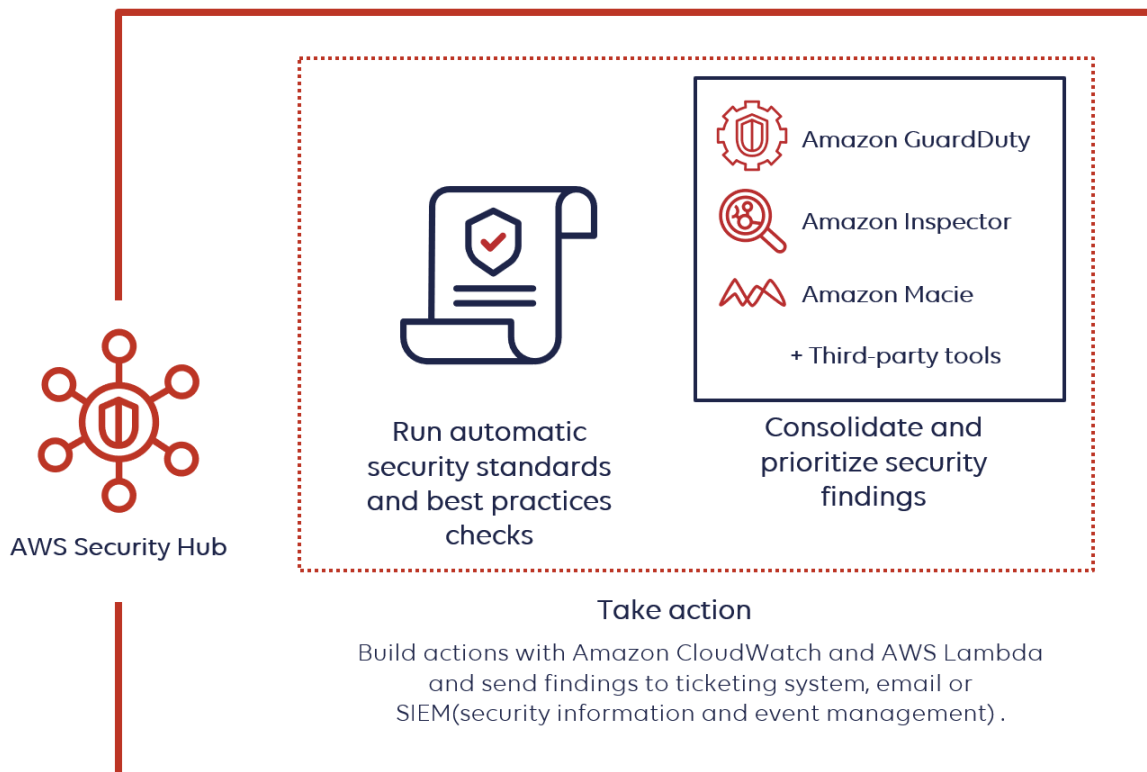 Amazon GuardDuty
Amazon Inspector
Amazon Macie
+ Third-party tools
Run automatic
security standards
and best practices
checks
Consolidate and
prioritize security
findings
AWS Security Hub
Take action
Build actions with Amazon CloudWatch and AWS Lambda
and send findings to ticketing system, email or
SIEM(security information and event management) .